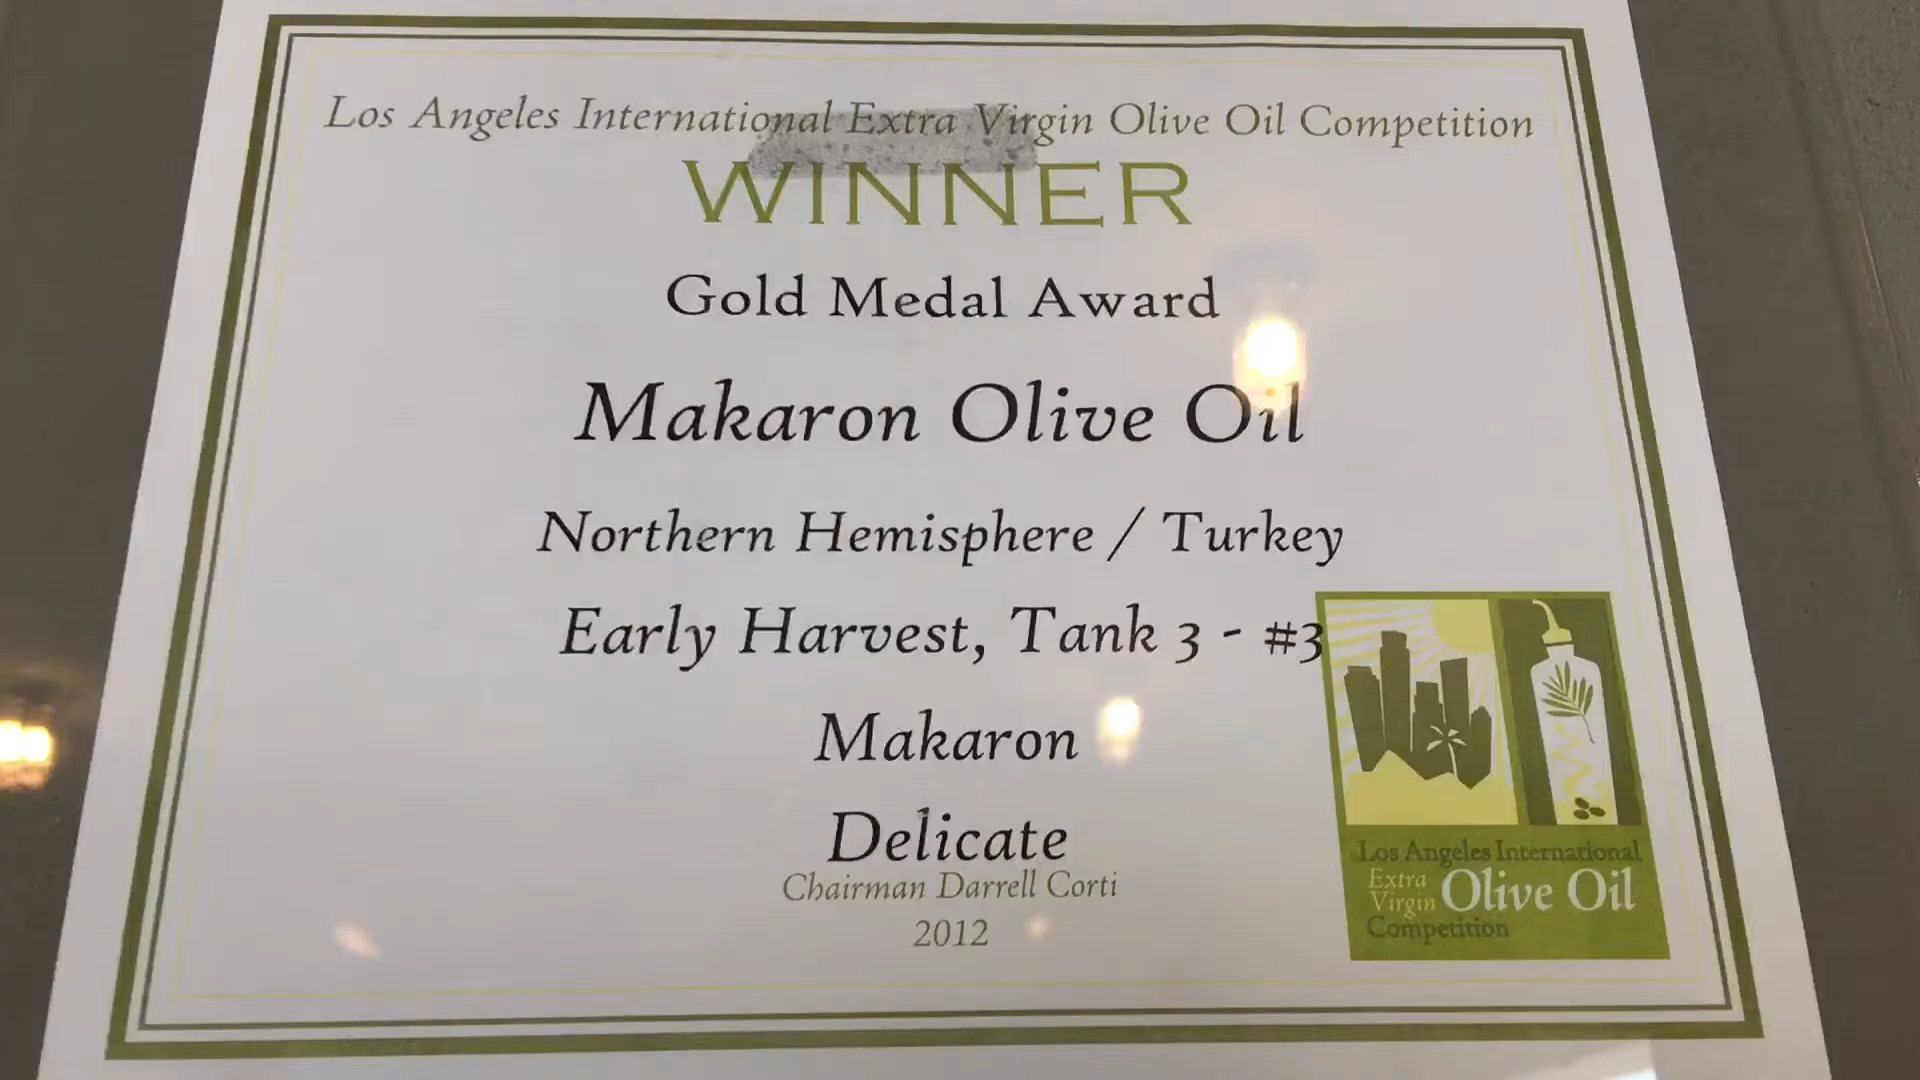 Los Angeles International Extra Virgin Olive Oil Competition
WINNER
Gold Medal Award
Makaron Olive Oil
Northern Hemisphere / Turkey
Early Harvest, Tank 3 - #3
Makaron
Delicate
Chairman Darrell Corti
2012
Los Angeles International
Extra Virgin Olive Oil
Competition